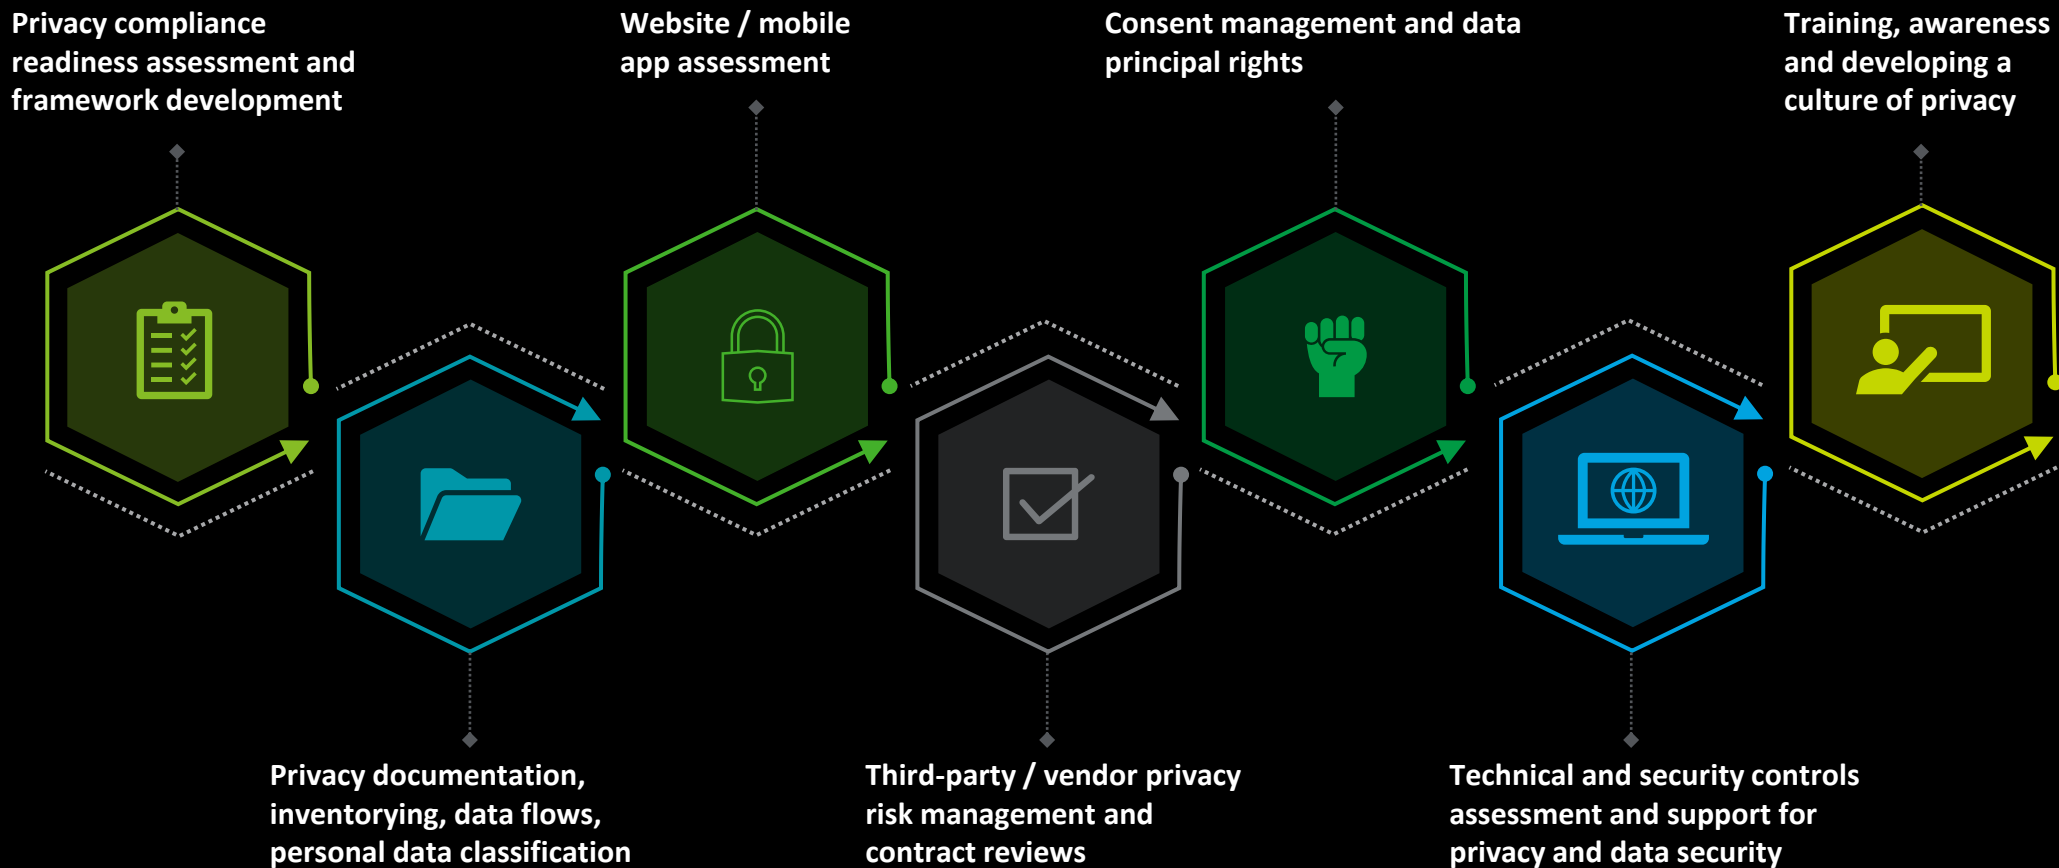 Privacy compliance
readiness assessment and
framework development
Website / mobile
app assessment
Consent management and data
principal rights
Training, awareness
and developing a
culture of privacy
Privacy documentation,
inventorying, data flows,
personal data classification
Third-party / vendor privacy
risk management and
contract reviews
Technical and security controls
assessment and support for
privacy and data security